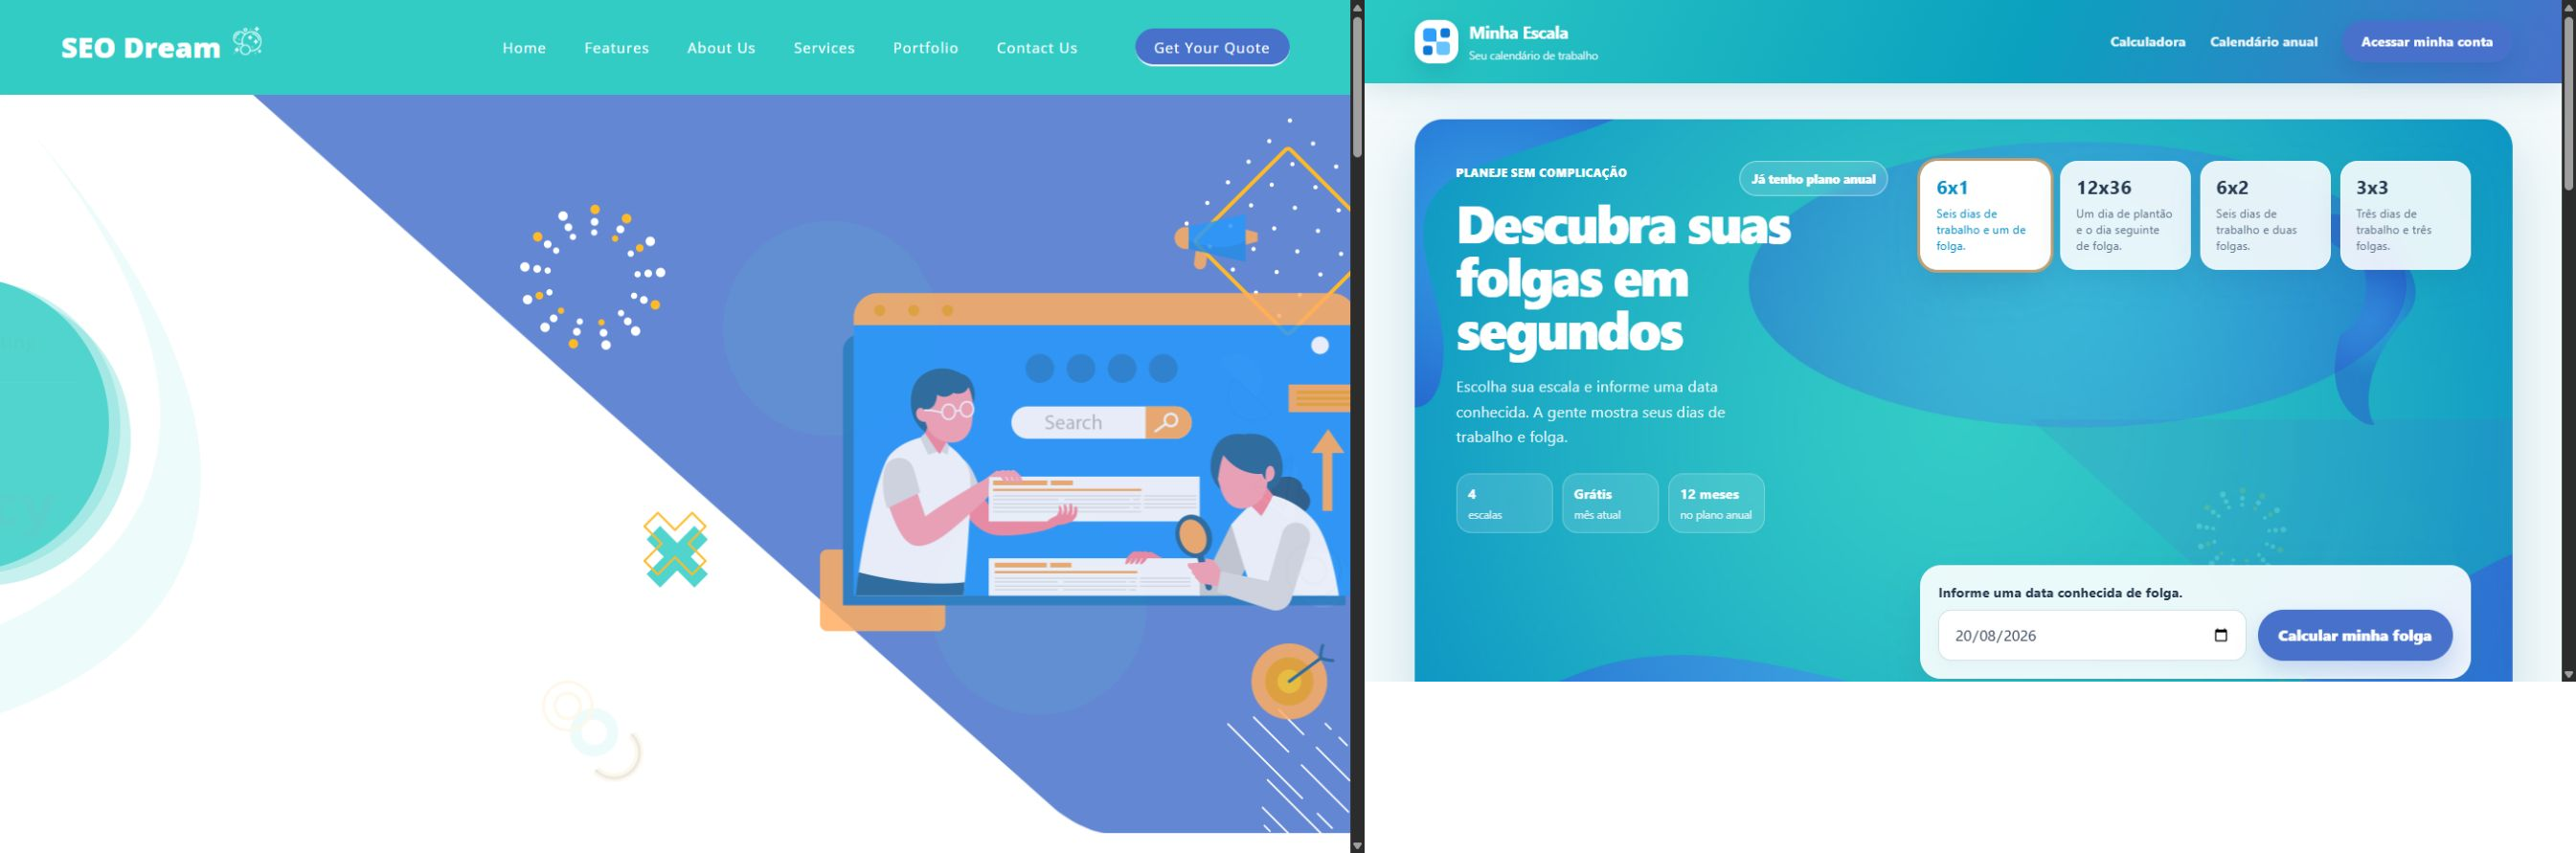 SEO Dream
Home Features About Us Services Portfolio Contact Us Get Your Quote
Search
Minha Escala
Seu calendário de trabalho
Calculadora Calendário anual Acessar minha conta
PLANEJE SEM COMPLICAÇÃO
Já tenho plano anual
Descubra suas
folgas em
segundos
Escolha sua escala e informe uma data
conhecida. A gente mostra seus dias de
trabalho e folga.
4
escalas
Grátis
mês atual
12 meses
no plano anual
6x1
Seis dias de
trabalho e um de
folga.
12x36
Um dia de plantão
e o dia seguinte
de folga.
6x2
Seis dias de
trabalho e duas
folgas.
3x3
Três dias de
trabalho e três
folgas.
Informe uma data conhecida de folga.
20/08/2026
Calcular minha folga